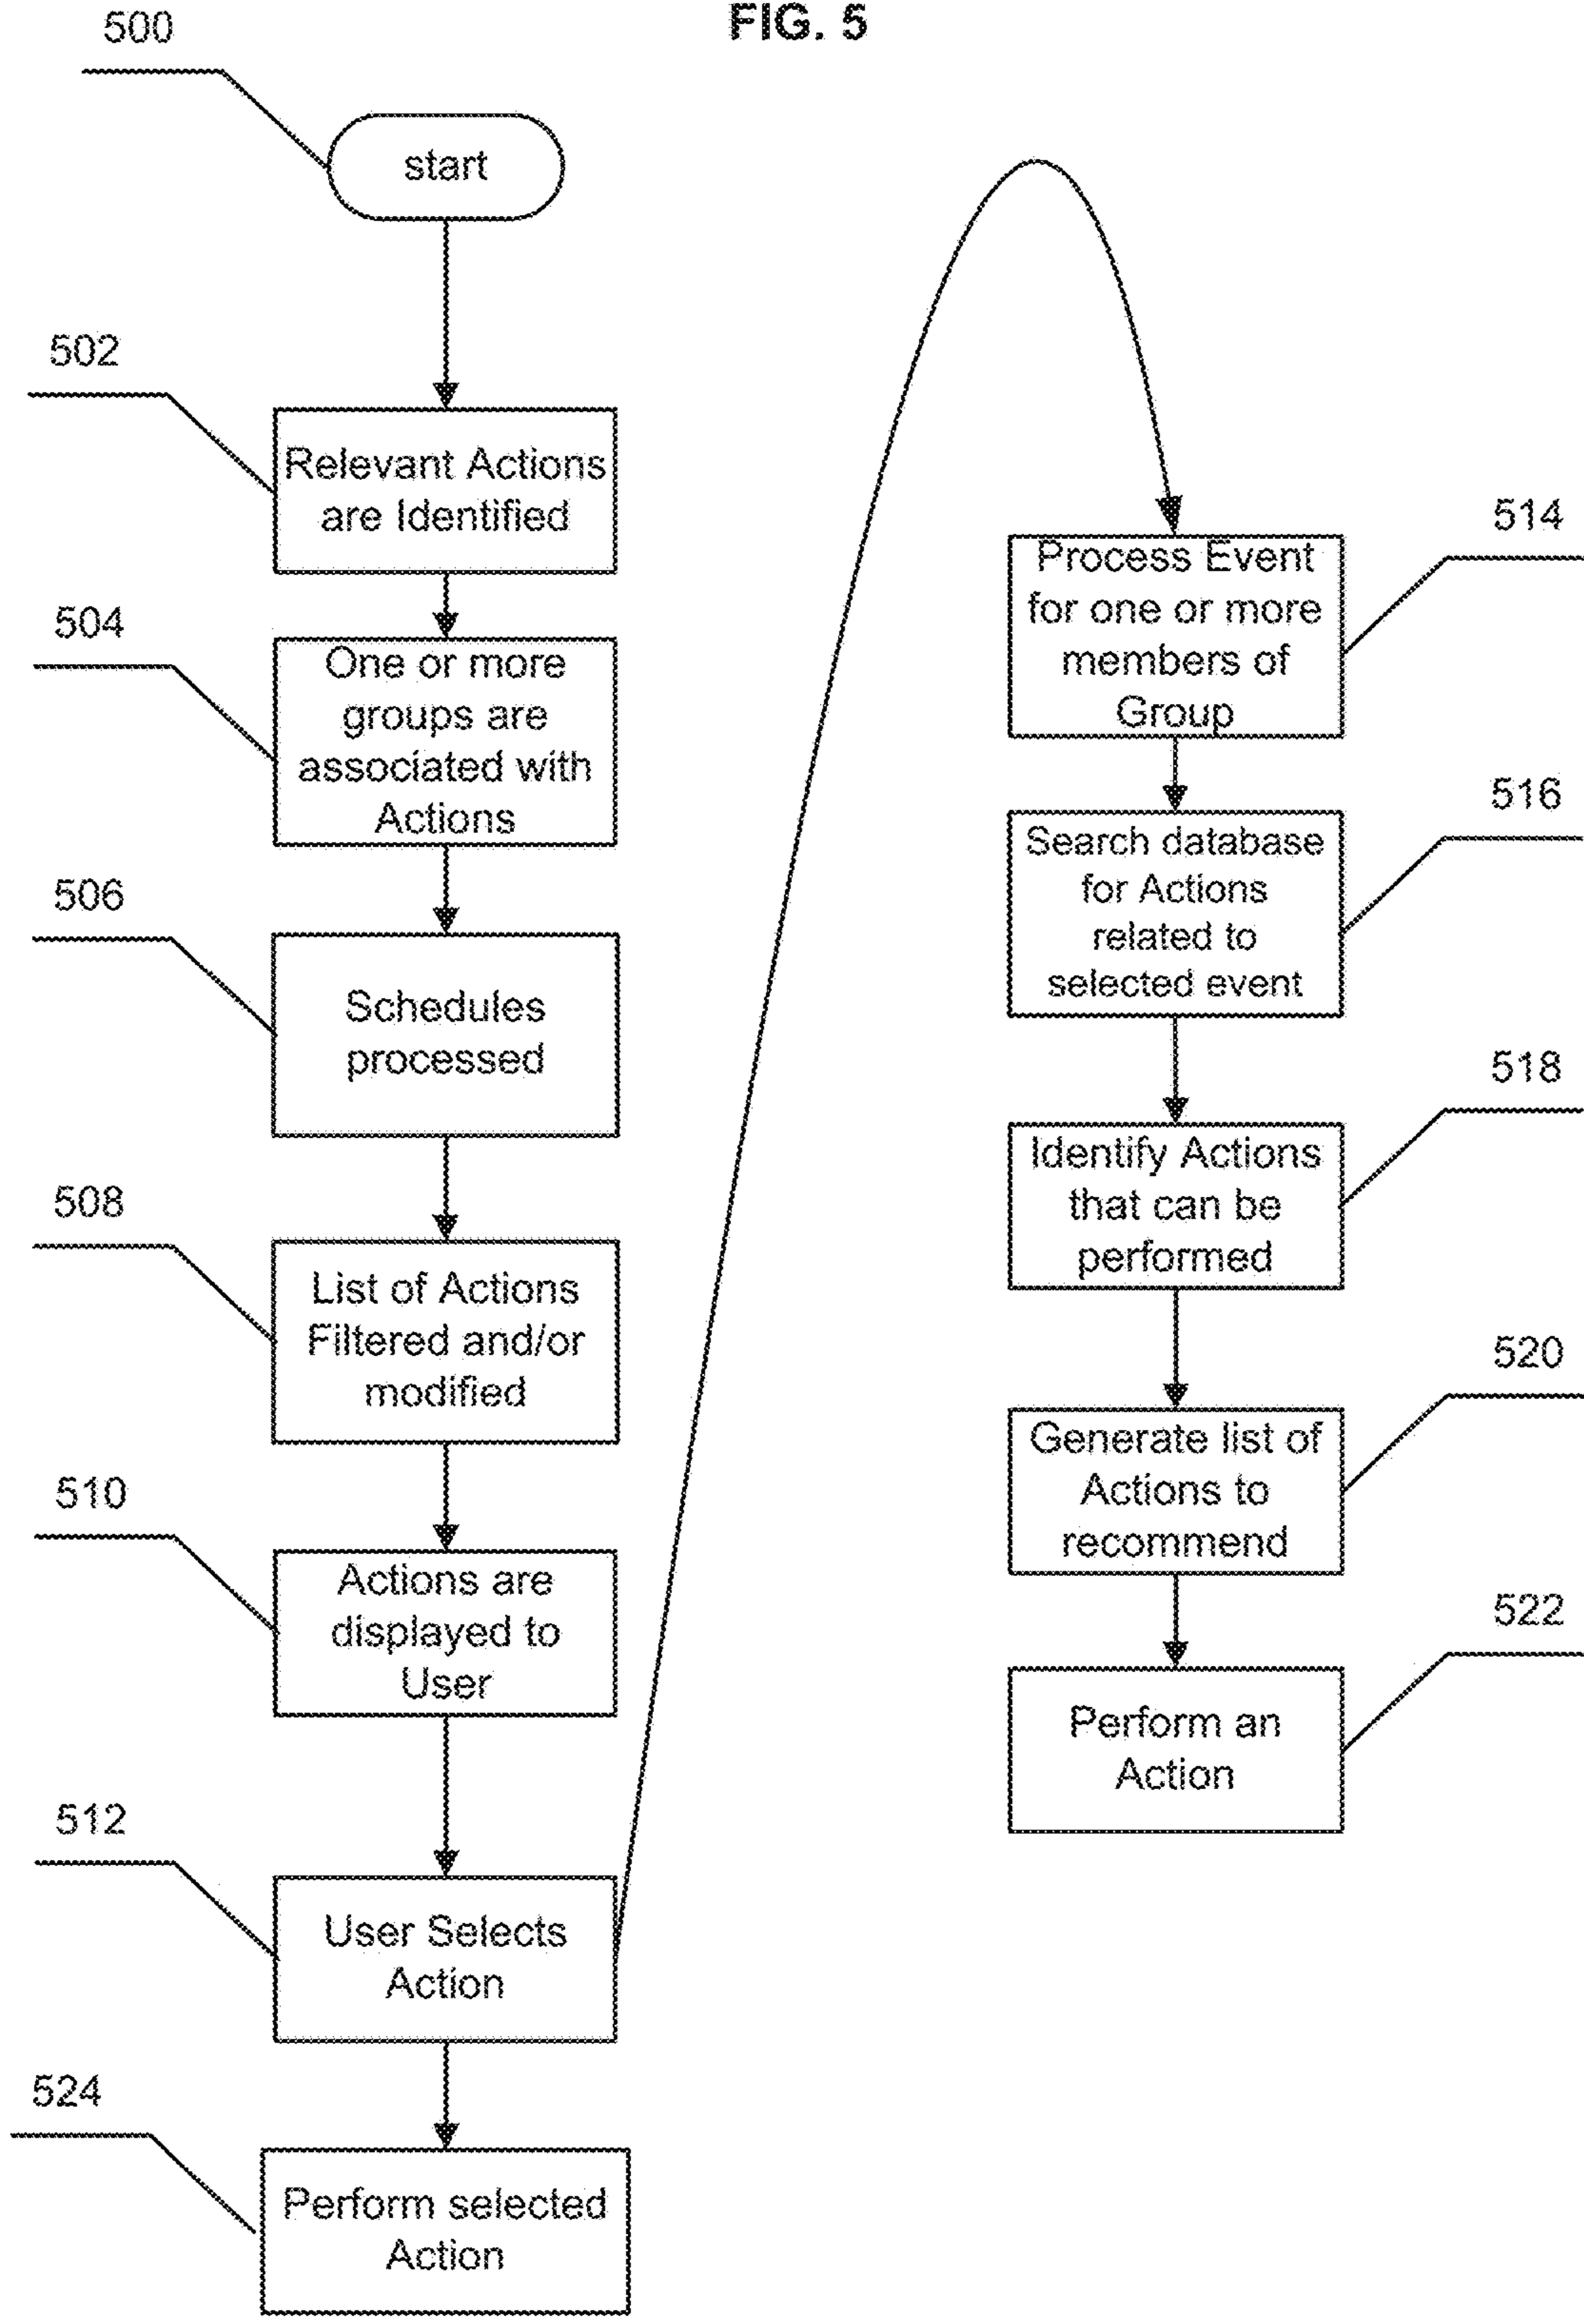 FIG. 5
500
start
502
Relevant Actions
are Identified
504
One or more
groups are
associated with
Actions
506
Schedules
processed
508
List of Actions
Filtered and/or
modified
510
Actions are
displayed to
User
512
User Selects
Action
524
Perform selected
Action
514
Process Event
for one or more
members of
Group
516
Search database
for Actions
related to
selected event
518
Identify Actions
that can be
performed
520
Generate list of
Actions to
recommend
522
Perform an
Action